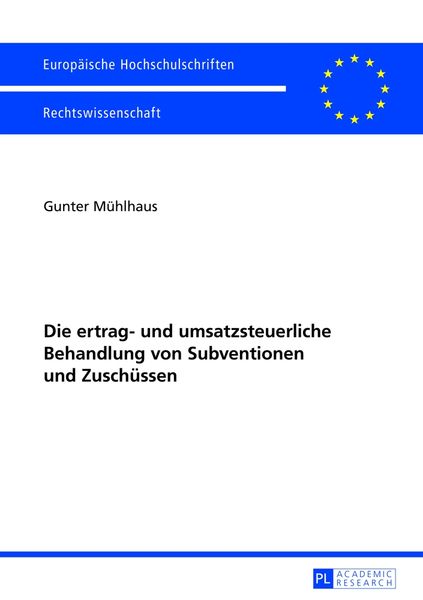 Europäische Hochschulschriften
Rechtswissenschaft
Gunter Mühlhaus
Die ertrag- und umsatzsteuerliche
Behandlung von Subventionen
und Zuschüssen
PL ACADEMIC
RESEARCH